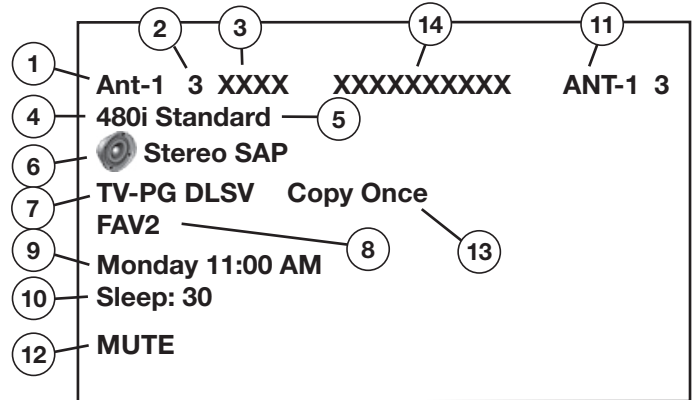 2 3 14 11
1 Ant-1 3 XXXX XXXXXXXXXX ANT-1 3
4 480i Standard 5
6 Stereo SAP
7 TV-PG DLSV Copy Once
FAV2 8 13
9 Monday 11:00 AM
10 Sleep: 30
12 MUTE